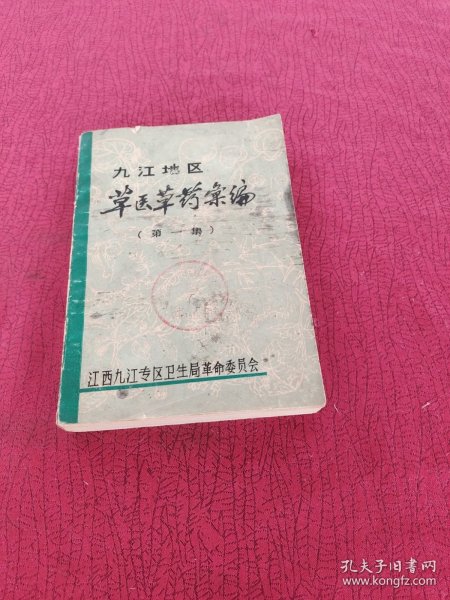 九江地区
草医草药彙编
（第一集）
江西九江专区卫生局革命委员会
孔夫子旧书网
www.kongfz.com